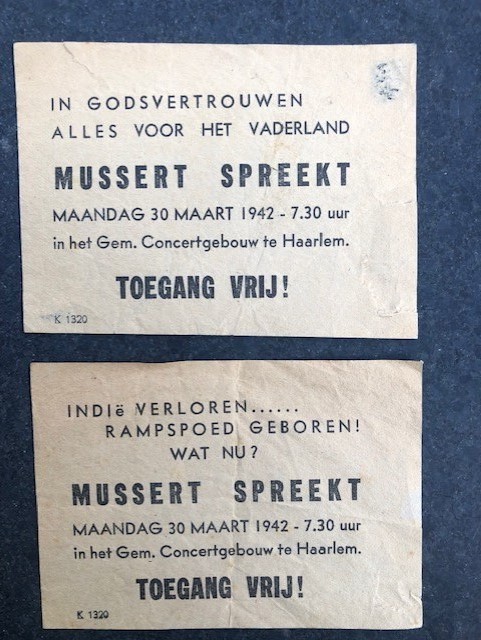 IN GODSVERTROUWEN
ALLES VOOR HET VADERLAND
MUSSERT SPREEKT
MAANDAG 30 MAART 1942 - 7.30 uur
in het Gem. Concertgebouw te Haarlem.
TOEGANG VRIJ!
K 1320
INDIë VERLOREN......
RAMPSPOED GEBOREN!
WAT NU?
MUSSERT SPREEKT
MAANDAG 30 MAART 1942 - 7.30 uur
in het Gem. Concertgebouw te Haarlem.
TOEGANG VRIJ!
K 1320